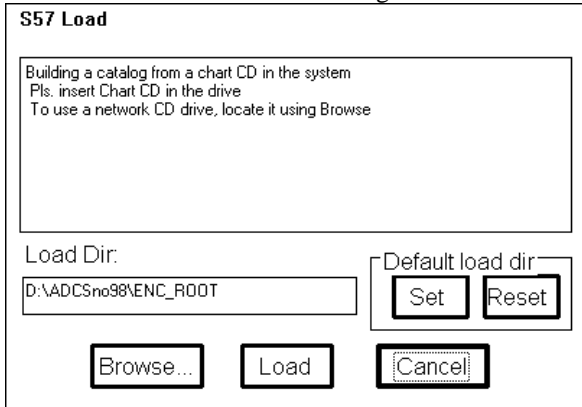 S57 Load
Building a catalog from a chart CD in the system
Pls. insert Chart CD in the drive
To use a network CD drive, locate it using Browse
Load Dir:
D:\ADCSno98\ENC_ROOT
Default load dir
Set
Reset
Browse...
Load
Cancel